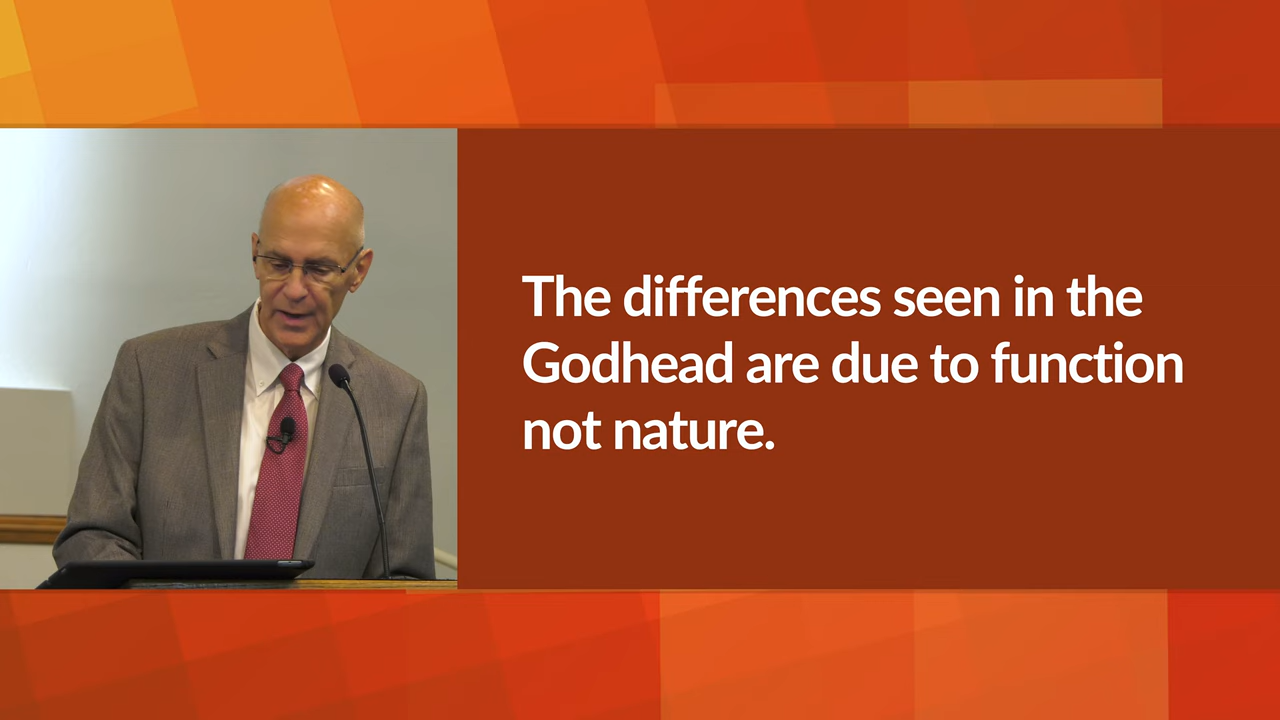 The differences seen in the
Godhead are due to function
not nature.